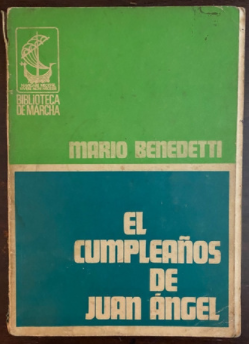 BIBLIOTECA
DE MARCHA
MARIO BENEDETTI
EL
CUMPLEAÑOS
DE
JUAN ÁNGEL